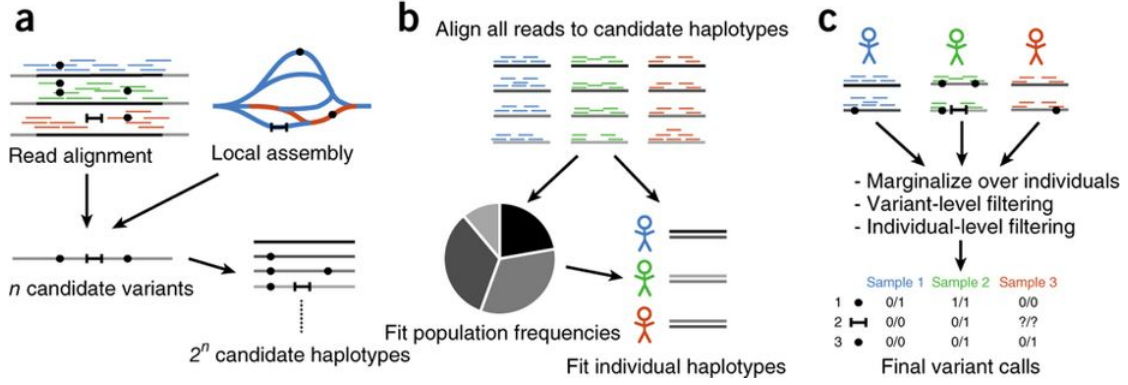 a
Read alignment
Local assembly
n candidate variants
2ⁿ candidate haplotypes
b
Align all reads to candidate haplotypes
Fit population frequencies
Fit individual haplotypes
c
- Marginalize over individuals
- Variant-level filtering
- Individual-level filtering
Sample 1 Sample 2 Sample 3
1 0/1 1/1 0/0
2 0/0 0/1 ?/?
3 0/0 0/1 0/1
Final variant calls